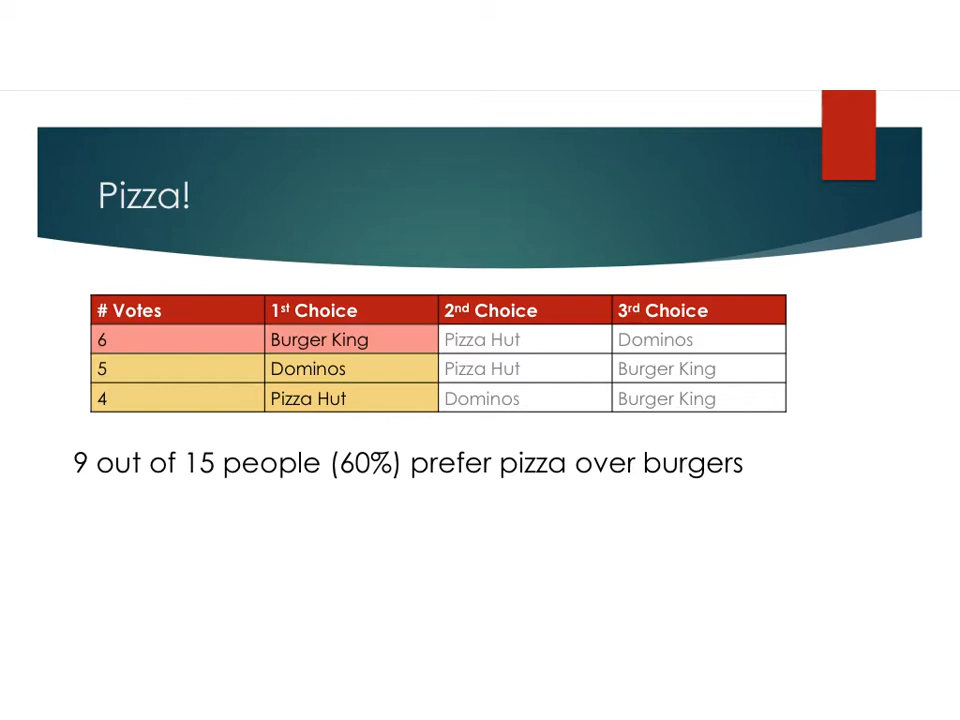 Pizza!
# Votes 1st Choice 2nd Choice 3rd Choice
6 Burger King Pizza Hut Dominos
5 Dominos Pizza Hut Burger King
4 Pizza Hut Dominos Burger King
9 out of 15 people (60%) prefer pizza over burgers